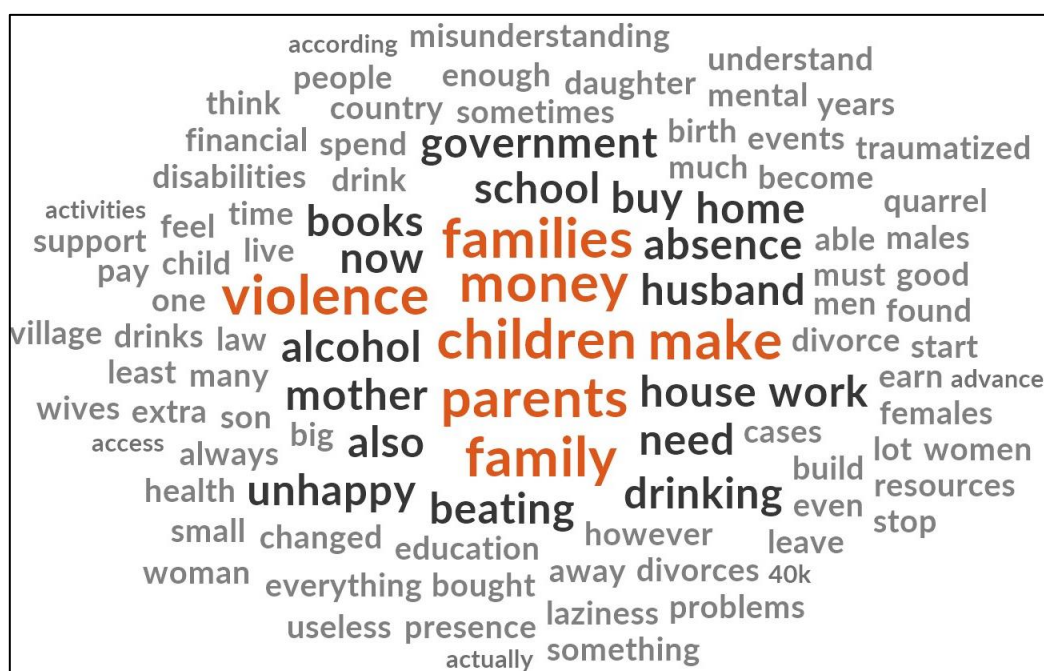 according misunderstanding
people enough daughter understand
think country sometimes mental years
financial spend government birth events traumatized
disabilities drink school buy home much become
activities feel time books families absence quarrel
support child live now able males
pay one violence money husband must good
men found
village drinks law alcohol children make divorce start
least many mother parents house work earn advance
wives extra son females
access always big also family need cases lot women
health unhappy beating drinking build resources
even stop
small changed education however leave
woman everything bought away divorces 40k
useless presence laziness problems
actually something